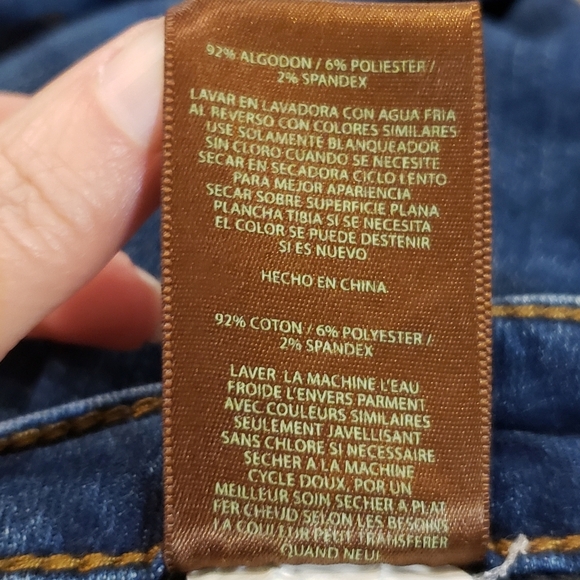 92% ALGODON / 6% POLIESTER /
2% SPANDEX
LAVAR EN LAVADORA CON AGUA FRIA
AL REVERSO CON COLORES SIMILARES
USE SOLAMENTE BLANQUEADOR
SIN CLORO CUANDO SE NECESITE
SECAR EN SECADORA CICLO LENTO
PARA MEJOR APARIENCIA
SECAR SOBRE SUPERFICIE PLANA
PLANCHA TIBIA SI SE NECESITA
EL COLOR SE PUEDE DESTENIR
SI ES NUEVO
HECHO EN CHINA
92% COTON / 6% POLYESTER /
2% SPANDEX
LAVER LA MACHINE L'EAU
FROIDE L'ENVERS PARMENT
AVEC COULEURS SIMILAIRES
SEULEMENT JAVELLISANT
SANS CHLORE SI NÉCESSAIRE
SECHER A LA MACHINE
CYCLE DOUX, POR UN
MEILLEUR SOIN SECHER A PLAT
FER CHEUD SELON LES BESOINS
LA COULEUR PEUT TRANSFERER
QUAND NEUF